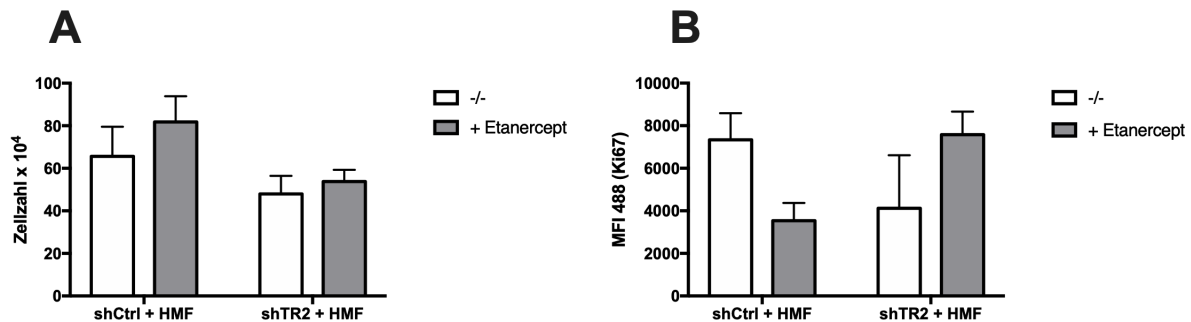 A
Zellzahl x 10⁴
100
80
60
40
20
0
shCtrl + HMF
shTR2 + HMF
-/-
+ Etanercept
B
MFI 488 (Ki67)
10000
8000
6000
4000
2000
0
shCtrl + HMF
shTR2 + HMF
-/-
+ Etanercept